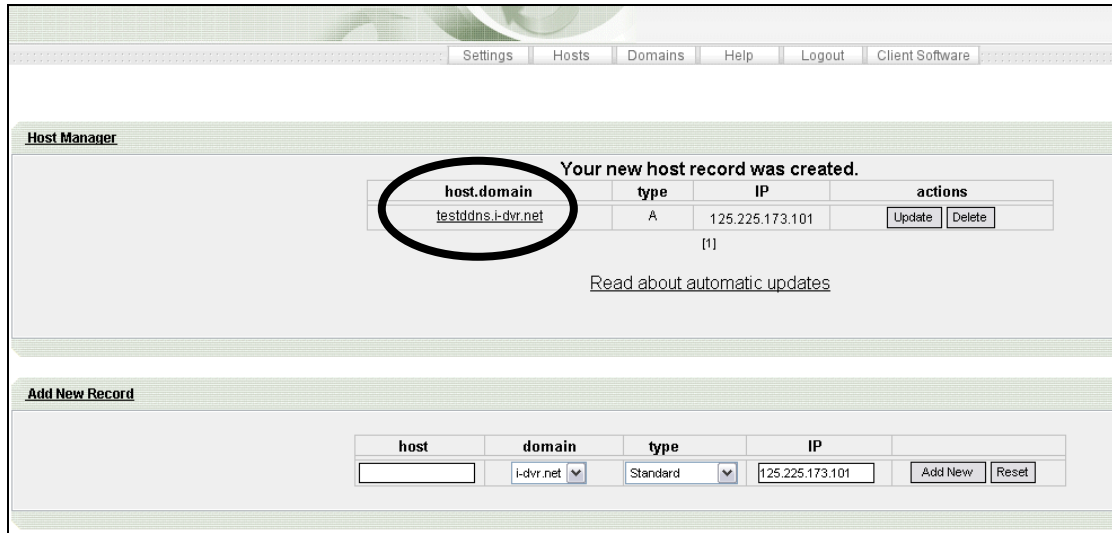 Settings Hosts Domains Help Logout Client Software
Host Manager
Your new host record was created.
host.domain type IP actions
testddns.i-dvr.net A 125.225.173.101 Update Delete
[1]
Read about automatic updates
Add New Record
host domain type IP
i-dvr.net Standard 125.225.173.101 Add New Reset